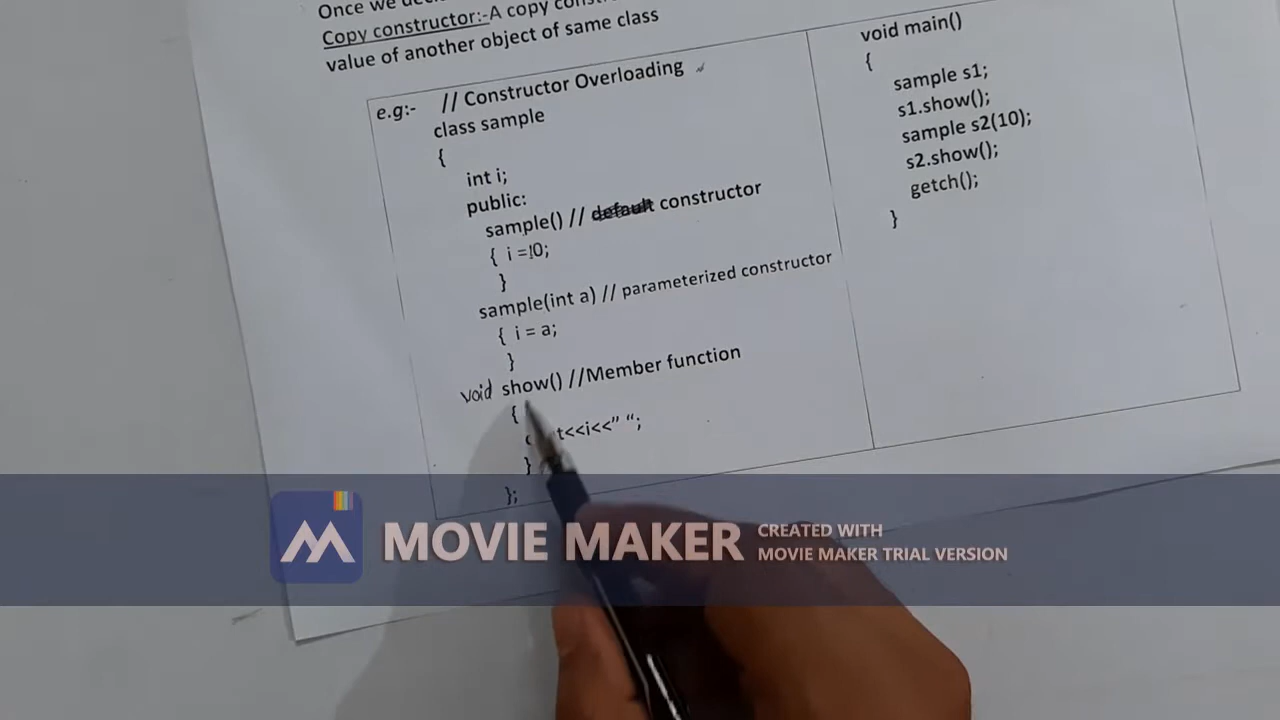 Once we
Copy constructor:-A copy
value of another object of same class
e.g:- // Constructor Overloading
class sample
{
int i;
public:
sample() // default constructor
{ i =10;
}
sample(int a) // parameterized constructor
{ i = a;
}
void show() //Member function
{
t<<i<<” “;
}
};
void main()
{
sample s1;
s1.show();
sample s2(10);
s2.show();
getch();
}
MOVIE MAKER
CREATED WITH
MOVIE MAKER TRIAL VERSION